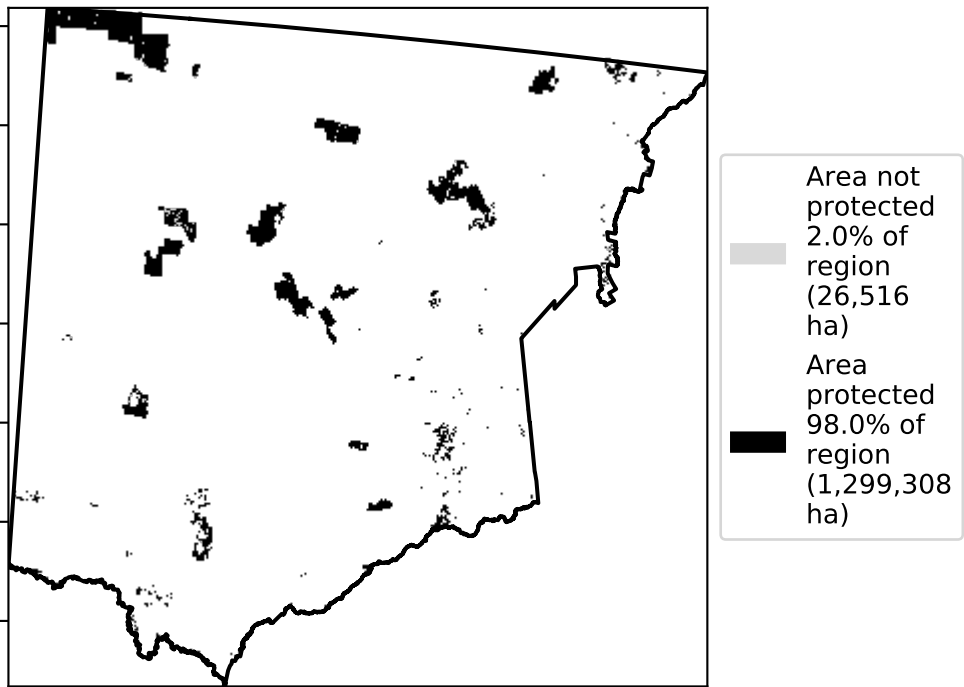 Area not
protected
2.0% of
region
(26,516
ha)
Area
protected
98.0% of
region
(1,299,308
ha)